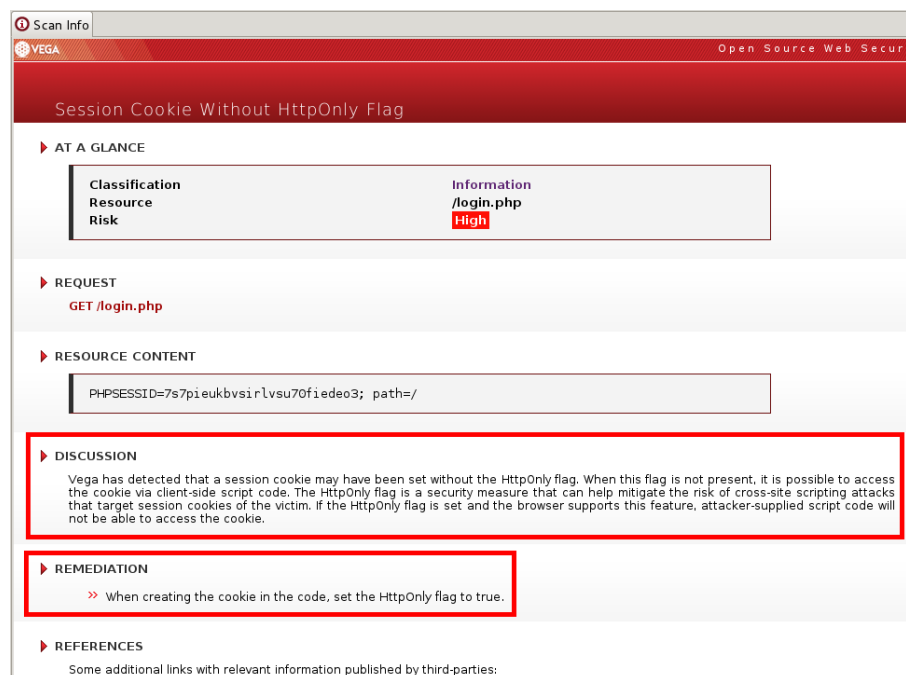 Scan Info
VEGA
Open Source Web Secur
Session Cookie Without HttpOnly Flag
AT A GLANCE
Classification Information
Resource /login.php
Risk High
REQUEST
GET /login.php
RESOURCE CONTENT
PHPSESSID=7s7pieukbvsirlvsu70fiedeo3; path=/
DISCUSSION
Vega has detected that a session cookie may have been set without the HttpOnly flag. When this flag is not present, it is possible to access
the cookie via client-side script code. The HttpOnly flag is a security measure that can help mitigate the risk of cross-site scripting attacks
that target session cookies of the victim. If the HttpOnly flag is set and the browser supports this feature, attacker-supplied script code will
not be able to access the cookie.
REMEDIATION
» When creating the cookie in the code, set the HttpOnly flag to true.
REFERENCES
Some additional links with relevant information published by third-parties: